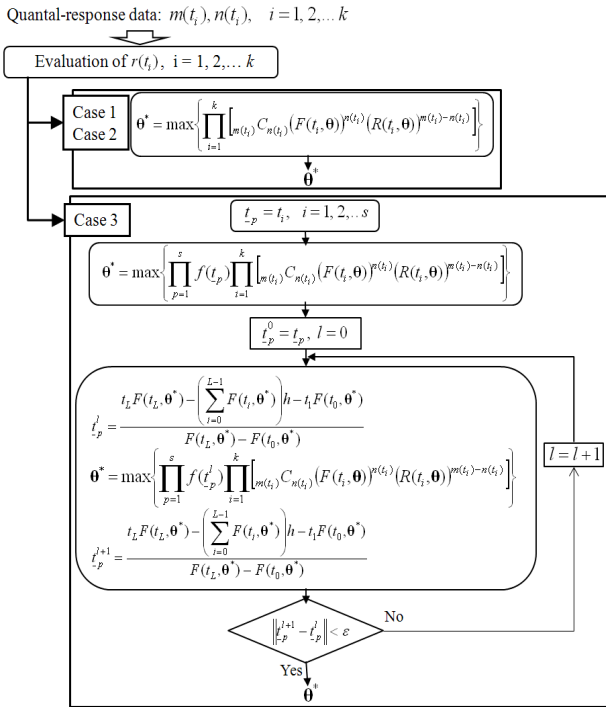 Quantal-response data: m(t_i), n(t_i), i = 1, 2,... k
Evaluation of r(t_i), i = 1, 2,... k
Case 1
Case 2
θ* = max{∏_{i=1}^{k} [_{m(t_i)}C_{n(t_i)} (F(t_i,θ))^{n(t_i)} (R(t_i,θ))^{m(t_i)−n(t_i)}]}
θ*
Case 3
t_p = t_i, i = 1, 2,.. s
θ* = max{∏_{p=1}^{s} f(t_p) ∏_{i=1}^{k} [_{m(t_i)}C_{n(t_i)} (F(t_i,θ))^{n(t_i)} (R(t_i,θ))^{m(t_i)−n(t_i)}]}
t_p^0 = t_p, l = 0
t_p^l = (t_L F(t_L,θ*) − (∑_{i=0}^{L−1} F(t_i,θ*)) h − t_1 F(t_0,θ*)) / (F(t_L,θ*) − F(t_0,θ*))
θ* = max{∏_{p=1}^{s} f(t_p^l) ∏_{i=1}^{k} [_{m(t_i)}C_{n(t_i)} (F(t_i,θ))^{n(t_i)} (R(t_i,θ))^{m(t_i)−n(t_i)}]}
t_p^{l+1} = (t_L F(t_L,θ*) − (∑_{i=0}^{L−1} F(t_i,θ*)) h − t_1 F(t_0,θ*)) / (F(t_L,θ*) − F(t_0,θ*))
l = l + 1
‖t_p^{l+1} − t_p^l‖ < ε
No
Yes
θ*